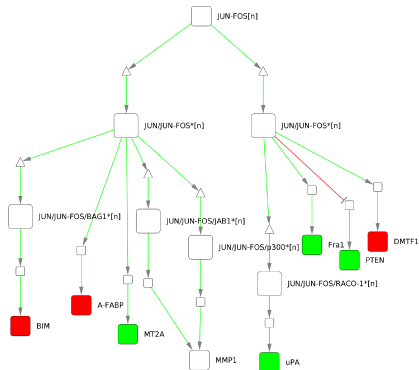 JUN-FOS[n]
JUN/JUN-FOS*[n]
JUN/JUN-FOS*[n]
JUN/JUN-FOS/BAG1*[n]
JUN/JUN-FOS/JAB1*[n]
JUN/JUN-FOS/p300*[n]
Fra1
DMTF1
PTEN
JUN/JUN-FOS/RACO-1*[n]
A-FABP
BIM
MT2A
MMP1
uPA